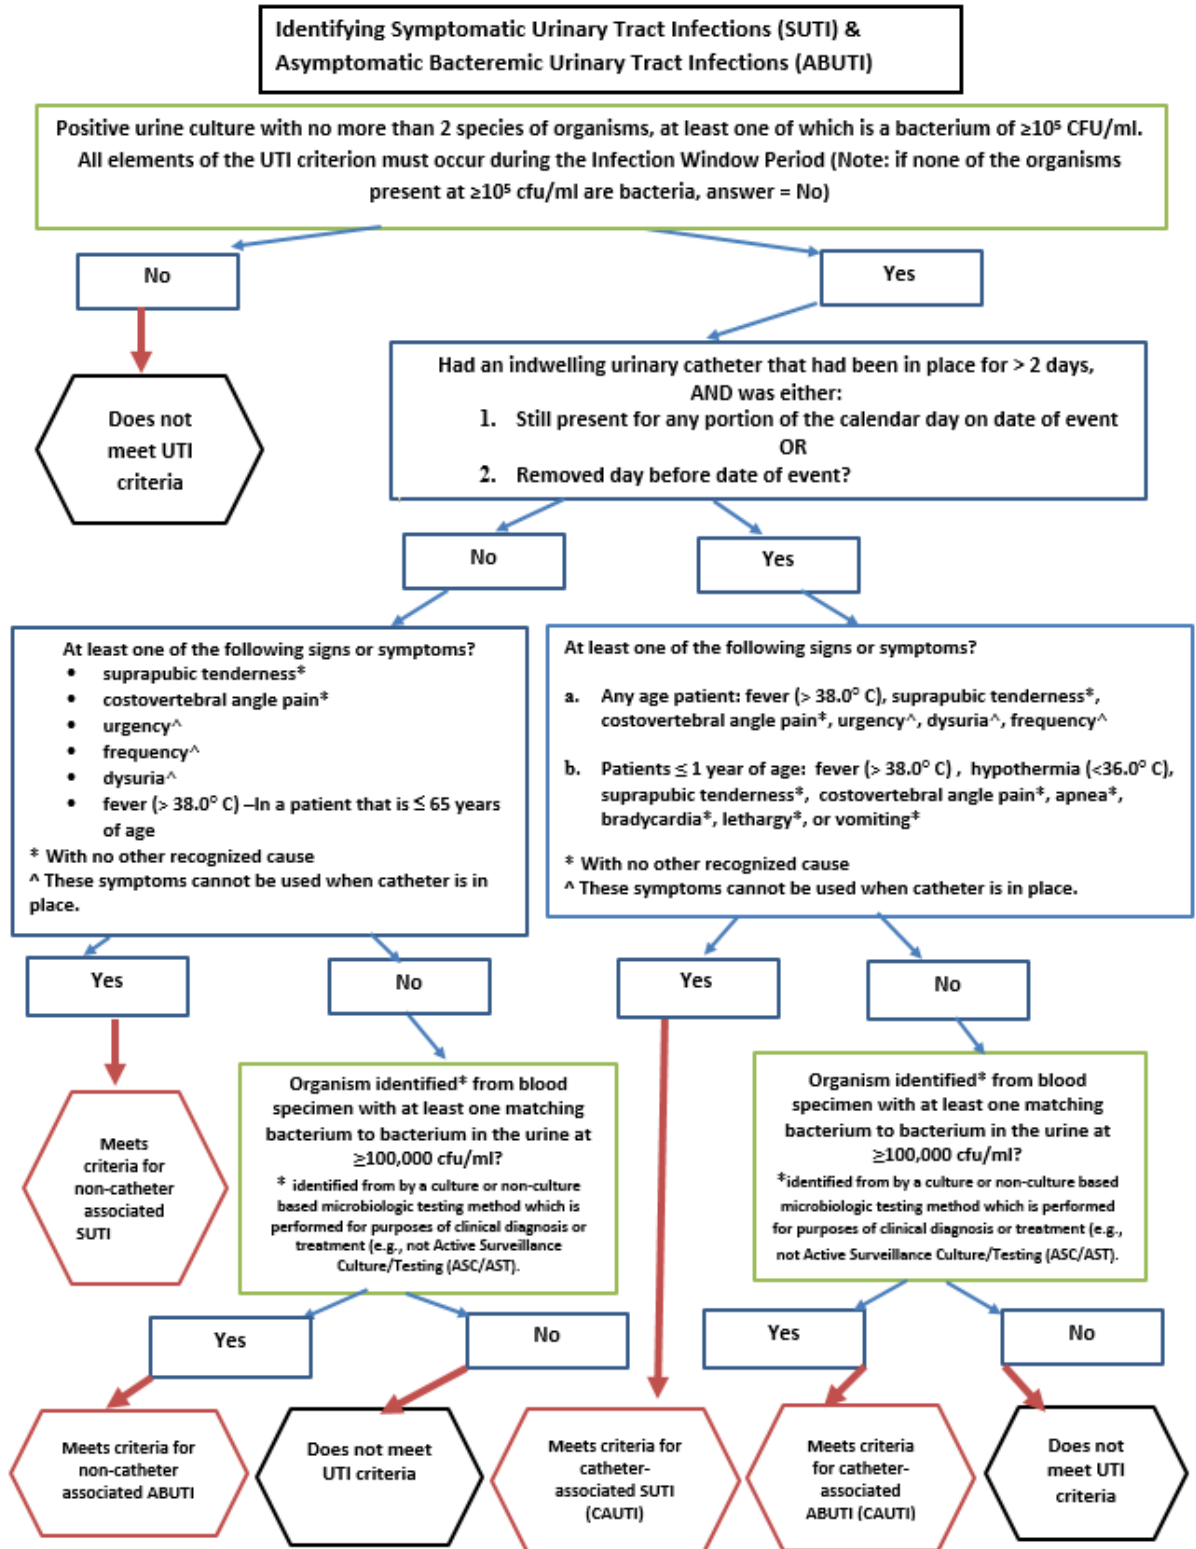 Identifying Symptomatic Urinary Tract Infections (SUTI) &
Asymptomatic Bacteremic Urinary Tract Infections (ABUTI)
Positive urine culture with no more than 2 species of organisms, at least one of which is a bacterium of ≥10⁵ CFU/ml.
All elements of the UTI criterion must occur during the Infection Window Period (Note: if none of the organisms
present at ≥10⁵ cfu/ml are bacteria, answer = No)
No
Yes
Does not
meet UTI
criteria
Had an indwelling urinary catheter that had been in place for > 2 days,
AND was either:
1. Still present for any portion of the calendar day on date of event
OR
2. Removed day before date of event?
No
Yes
At least one of the following signs or symptoms?
• suprapubic tenderness*
• costovertebral angle pain*
• urgency^
• frequency^
• dysuria^
• fever (> 38.0° C) –In a patient that is ≤ 65 years
of age
* With no other recognized cause
^ These symptoms cannot be used when catheter is in
place.
At least one of the following signs or symptoms?
a. Any age patient: fever (> 38.0° C), suprapubic tenderness*,
costovertebral angle pain*, urgency^, dysuria^, frequency^
b. Patients ≤ 1 year of age: fever (> 38.0° C) , hypothermia (<36.0° C),
suprapubic tenderness*, costovertebral angle pain*, apnea*,
bradycardia*, lethargy*, or vomiting*
* With no other recognized cause
^ These symptoms cannot be used when catheter is in place.
Yes
No
Yes
No
Meets
criteria for
non-catheter
associated
SUTI
Organism identified* from blood
specimen with at least one matching
bacterium to bacterium in the urine at
≥100,000 cfu/ml?
* identified from by a culture or non-culture
based microbiologic testing method which is
performed for purposes of clinical diagnosis or
treatment (e.g., not Active Surveillance
Culture/Testing (ASC/AST).
Organism identified* from blood
specimen with at least one matching
bacterium to bacterium in the urine at
≥100,000 cfu/ml?
*identified from by a culture or non-culture based
microbiologic testing method which is performed
for purposes of clinical diagnosis or treatment (e.g.,
not Active Surveillance Culture/Testing (ASC/AST).
Yes
No
Yes
No
Meets criteria for
non-catheter
associated ABUTI
Does not meet
UTI criteria
Meets criteria for
catheter-
associated SUTI
(CAUTI)
Meets criteria
for catheter-
associated
ABUTI (CAUTI)
Does not
meet UTI
criteria